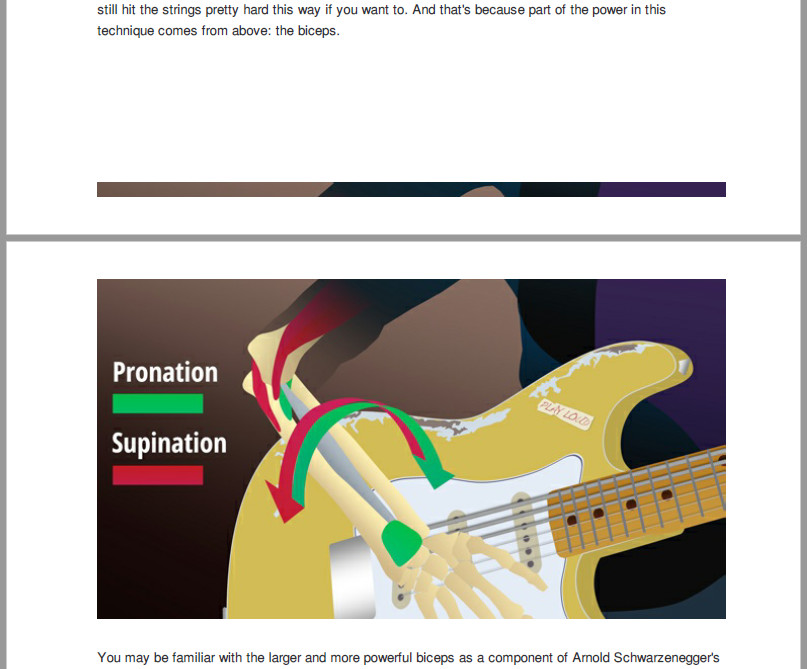 still hit the strings pretty hard this way if you want to. And that's because part of the power in this
technique comes from above: the biceps.
Pronation
Supination
PLAY LOUD
You may be familiar with the larger and more powerful biceps as a component of Arnold Schwarzenegger's